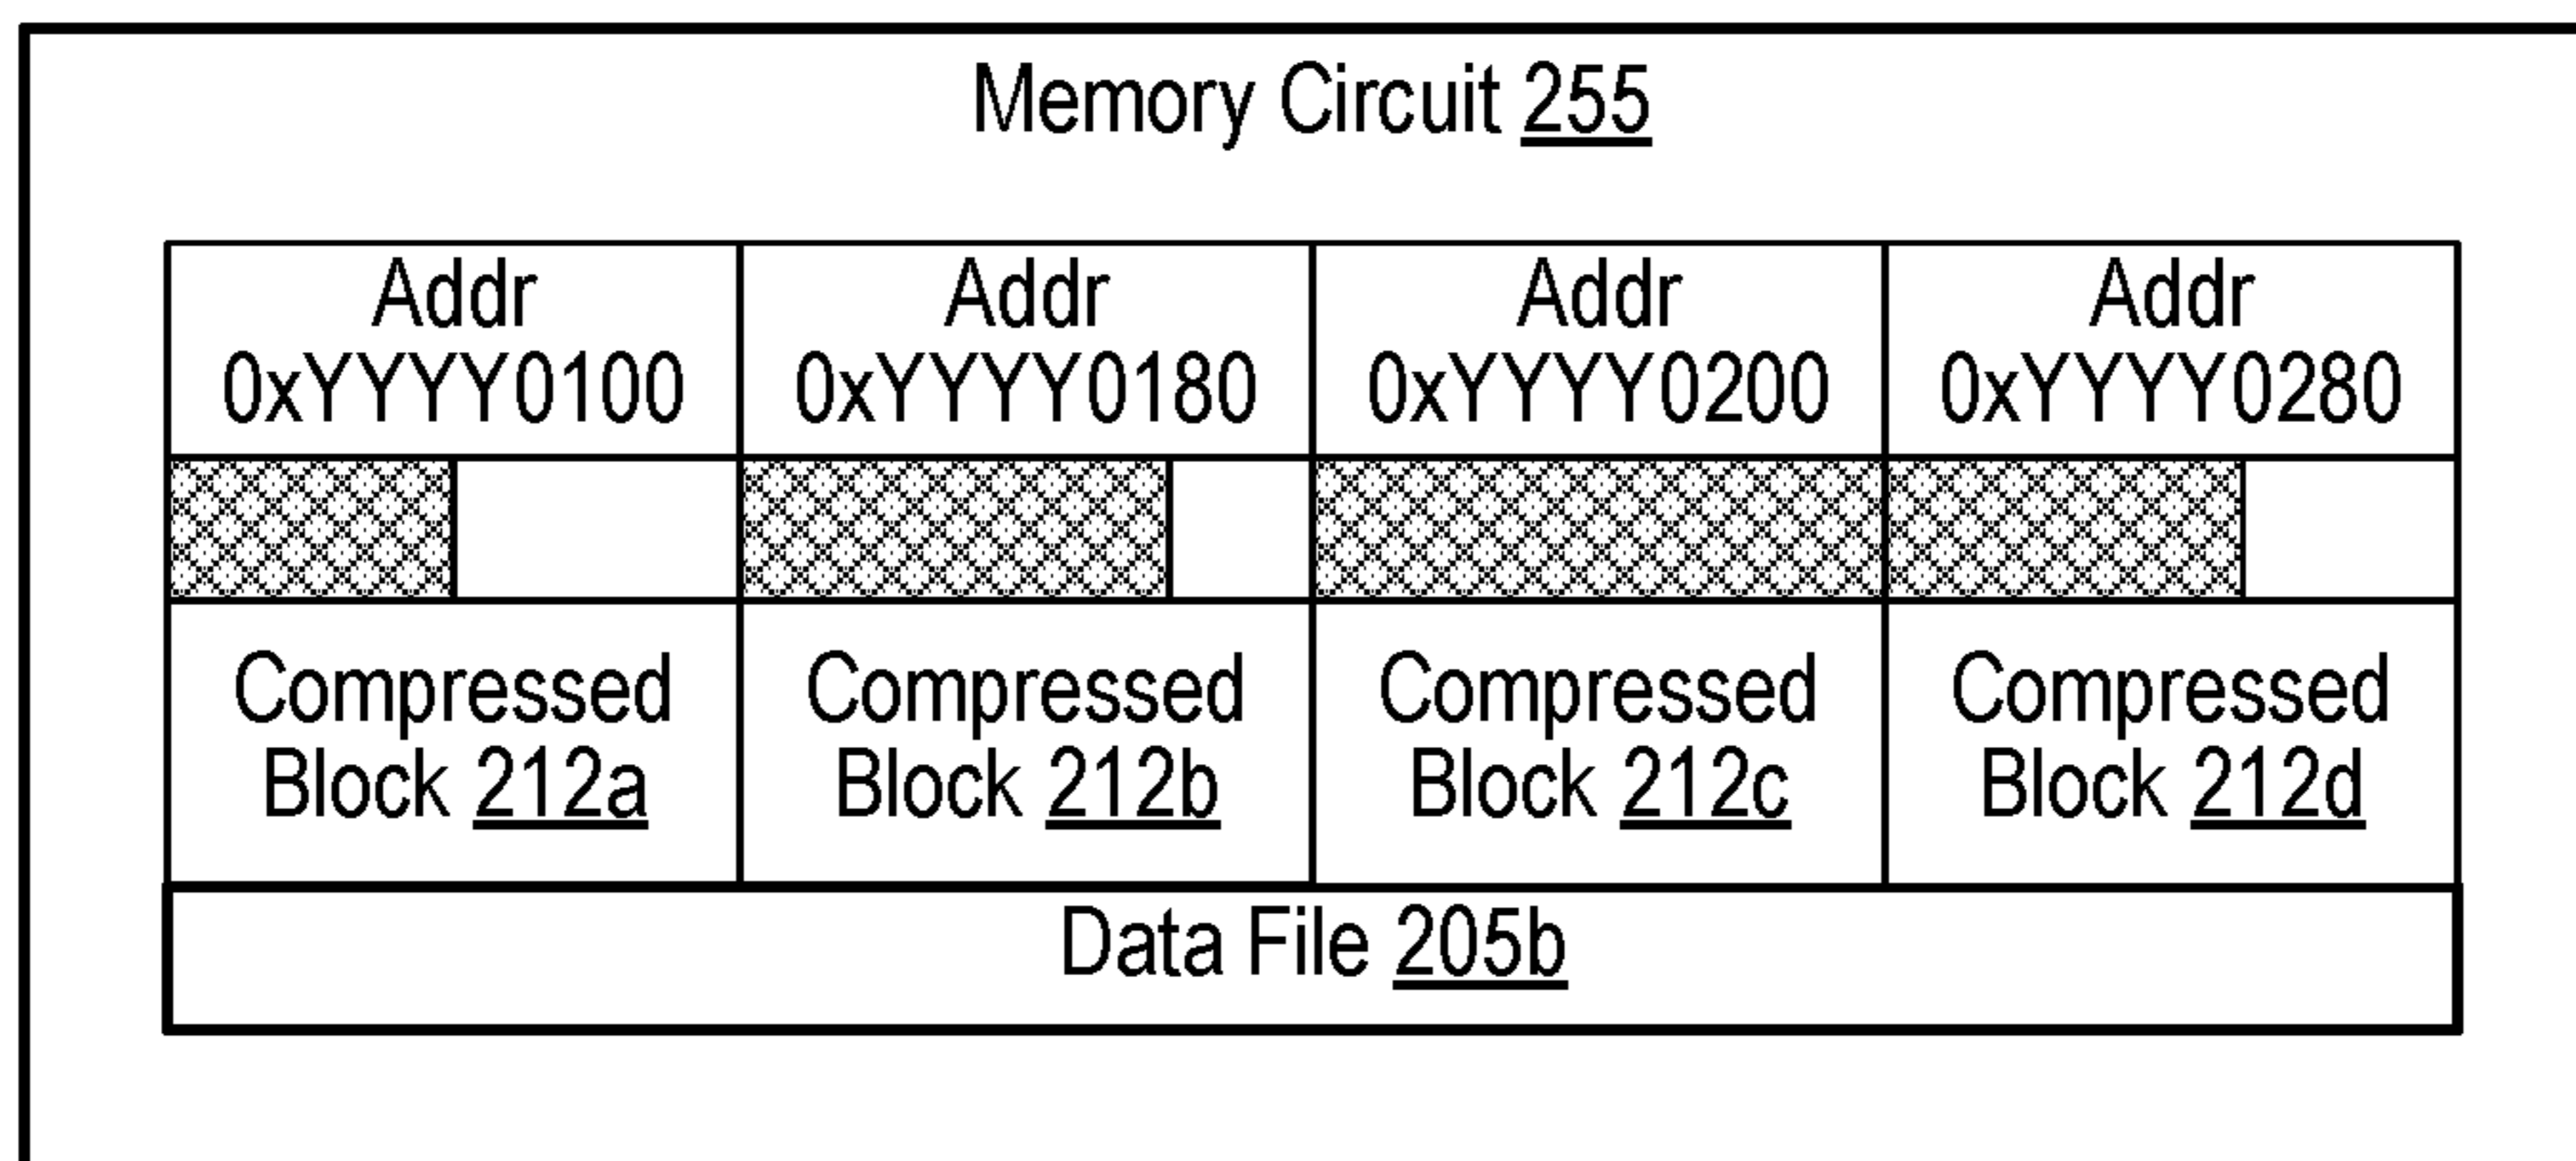 Memory Circuit 255
Addr
0xYYYY0100
Addr
0xYYYY0180
Addr
0xYYYY0200
Addr
0xYYYY0280
Compressed
Block 212a
Compressed
Block 212b
Compressed
Block 212c
Compressed
Block 212d
Data File 205b